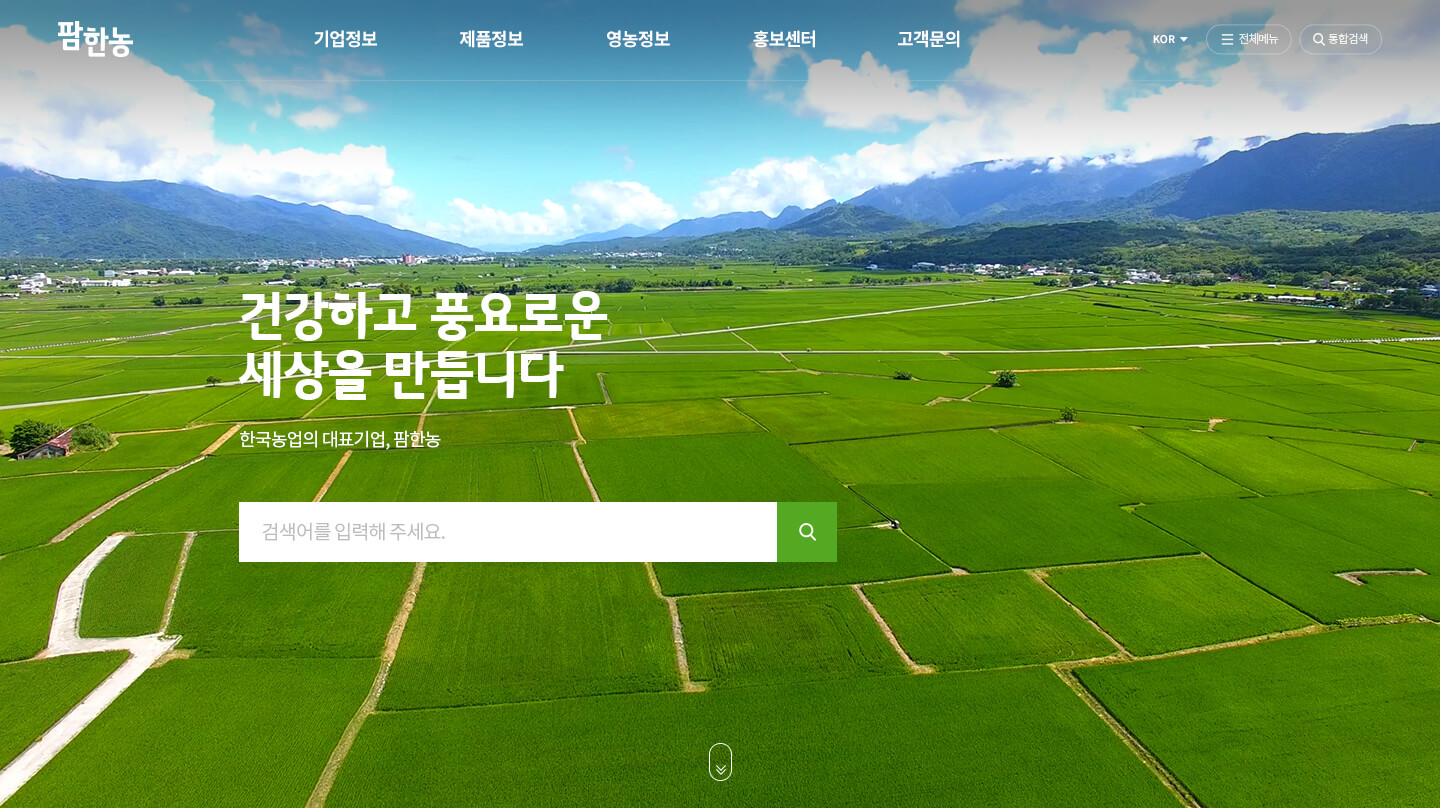 팜한농
기업정보
제품정보
영농정보
홍보센터
고객문의
KOR
전체메뉴
통합검색
건강하고 풍요로운
세상을 만듭니다
한국농업의 대표기업, 팜한농
검색어를 입력해 주세요.